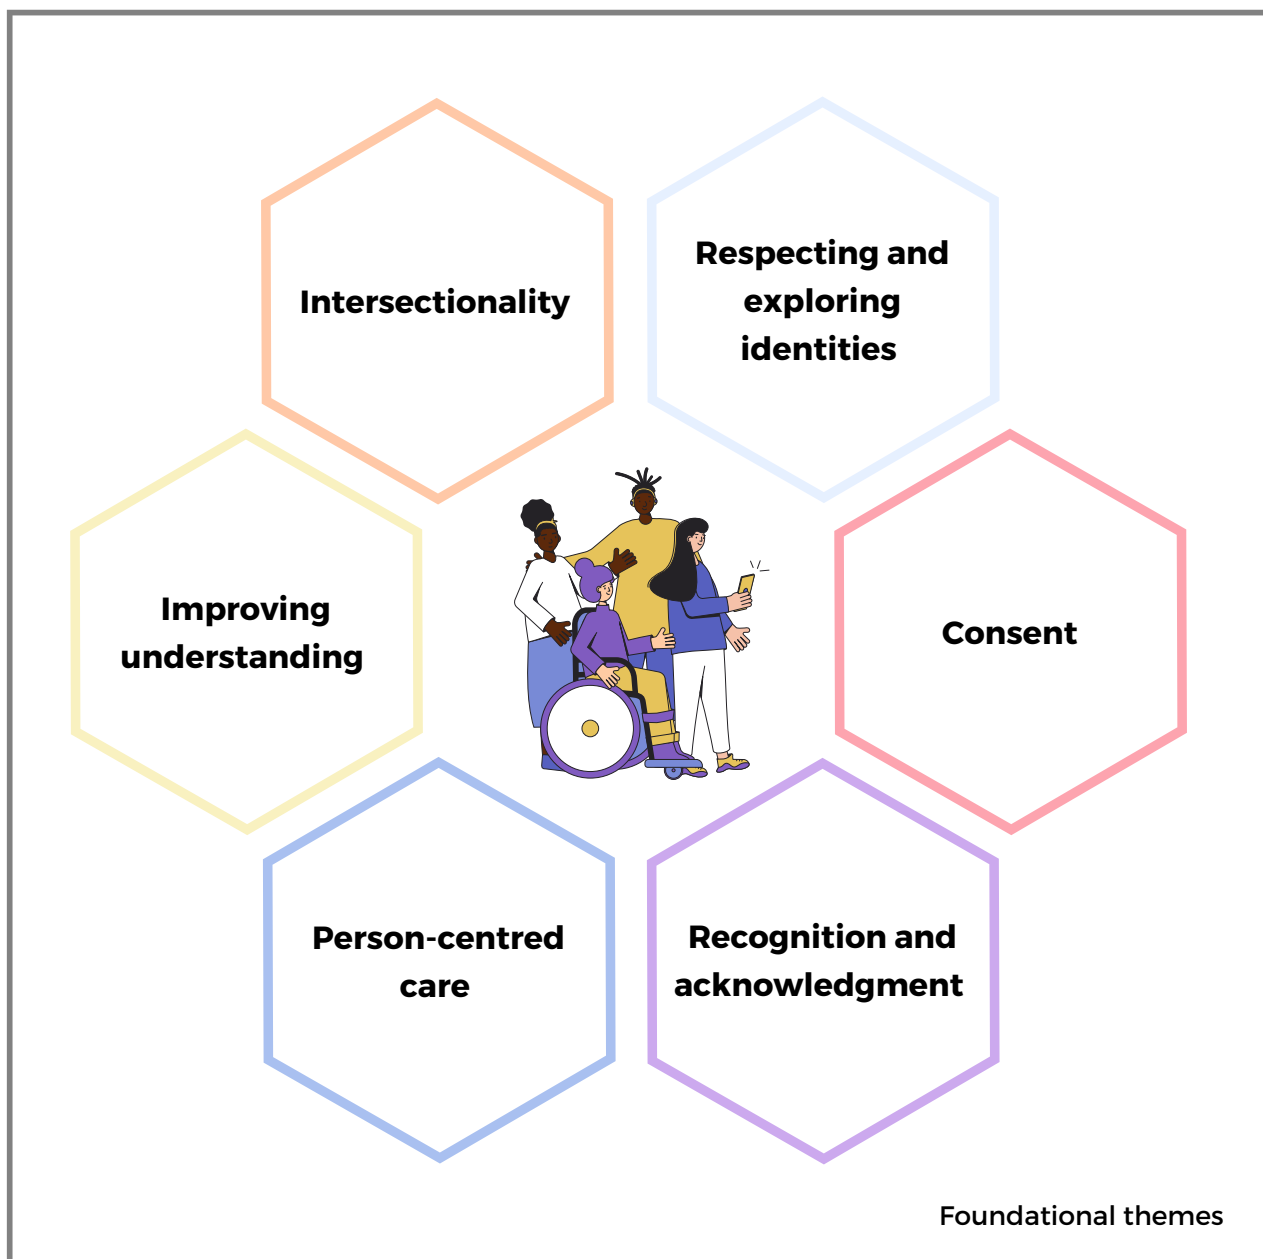 Intersectionality
Respecting and
exploring
identities
Improving
understanding
Consent
Person-centred
care
Recognition and
acknowledgment
Foundational themes